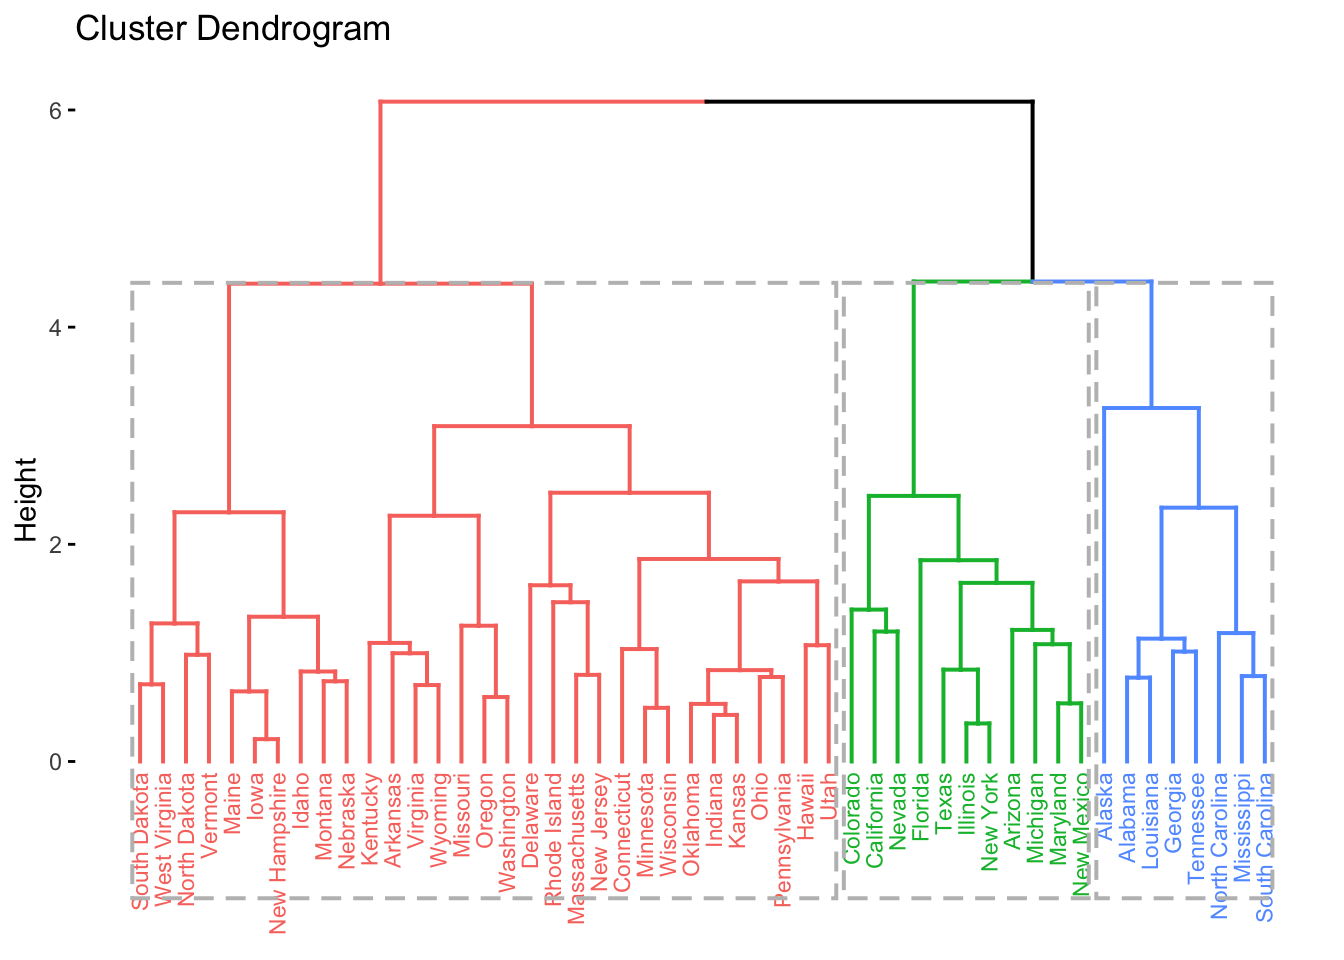 Cluster Dendrogram
Height
6
4
2
0
South Dakota
West Virginia
North Dakota
Vermont
Maine
Iowa
New Hampshire
Idaho
Montana
Nebraska
Kentucky
Arkansas
Virginia
Wyoming
Missouri
Oregon
Washington
Delaware
Rhode Island
Massachusetts
New Jersey
Connecticut
Minnesota
Wisconsin
Oklahoma
Indiana
Kansas
Ohio
Pennsylvania
Hawaii
Utah
Colorado
California
Nevada
Florida
Texas
Illinois
New York
Arizona
Michigan
Maryland
New Mexico
Alaska
Alabama
Louisiana
Georgia
Tennessee
North Carolina
Mississippi
South Carolina